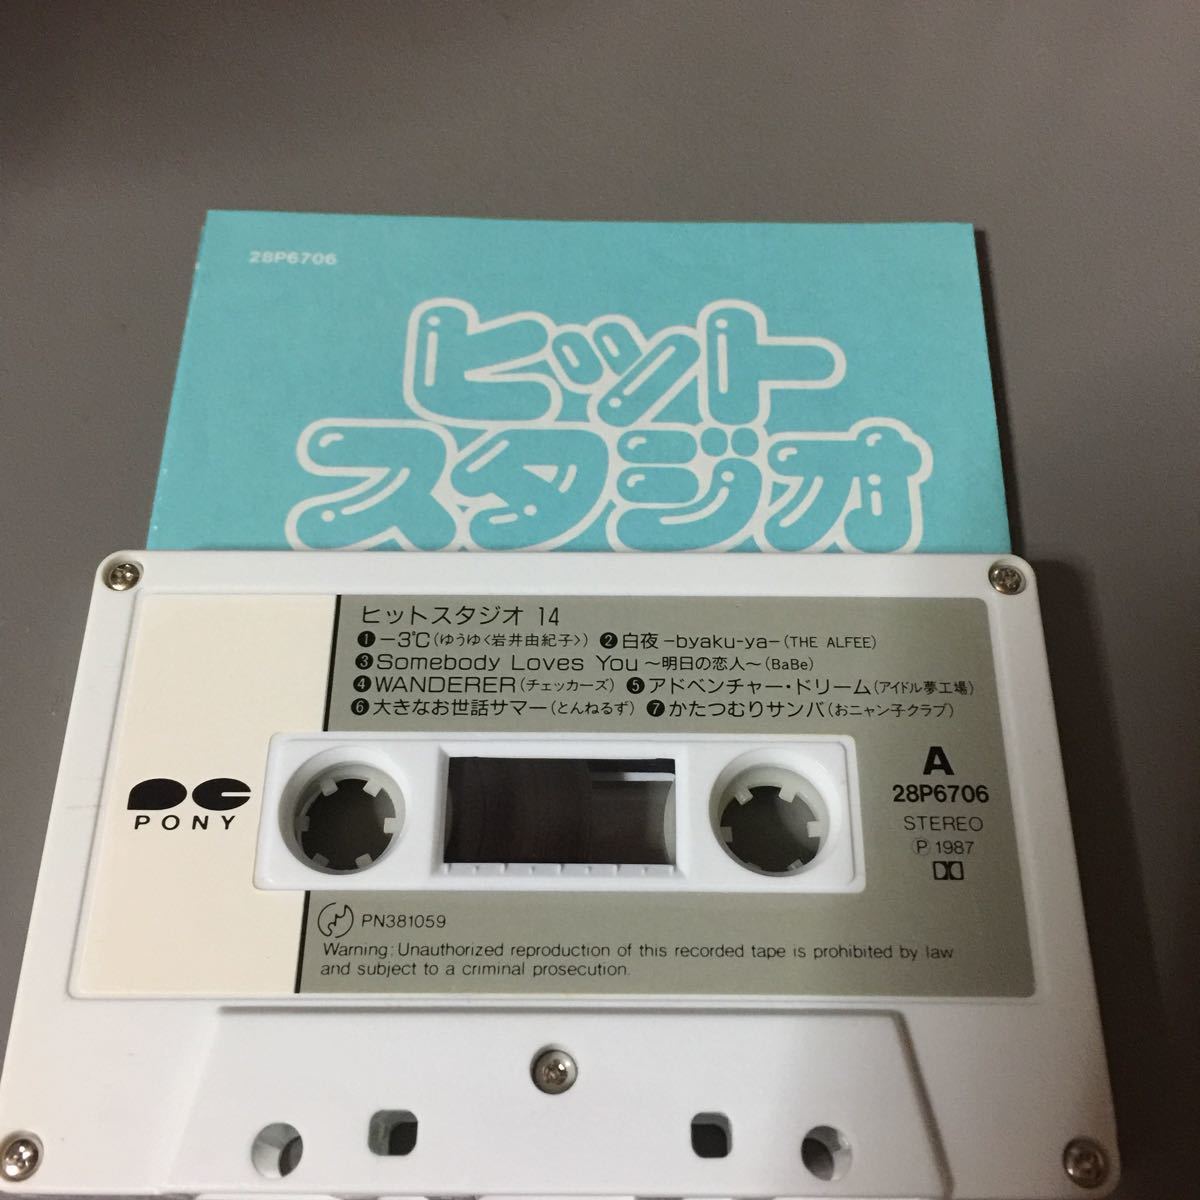 28P6706
ヒット
スタジオ
ヒットスタジオ 14
❶-3℃(ゆうゆ〈岩井由紀子〉) ❷白夜-byaku-ya-(THE ALFEE)
❸Somebody Loves You~明日の恋人~(BaBe)
❹WANDERER(チェッカーズ) ❺アドベンチャー・ドリーム(アイドル夢工場)
❻大きなお世話サマー(とんねるず) ❼かたつむりサンバ(おニャン子クラブ)
PC
PONY
A
28P6706
STEREO
Ⓟ 1987
PN381059
Warning: Unauthorized reproduction of this recorded tape is prohibited by law
and subject to a criminal prosecution.